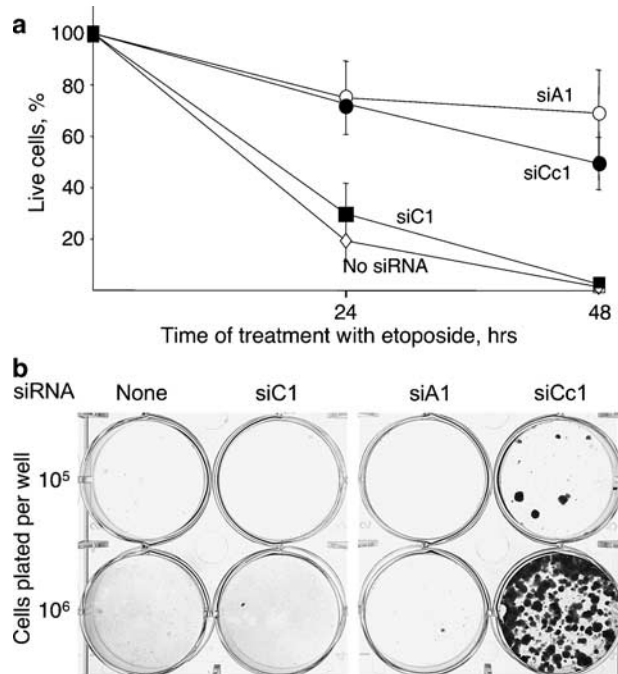 a
Live cells, %
100
80
60
40
20
siA1
siCc1
siC1
No siRNA
24
48
Time of treatment with etoposide, hrs
b
siRNA
None
siC1
siA1
siCc1
Cells plated per well
10⁵
10⁶